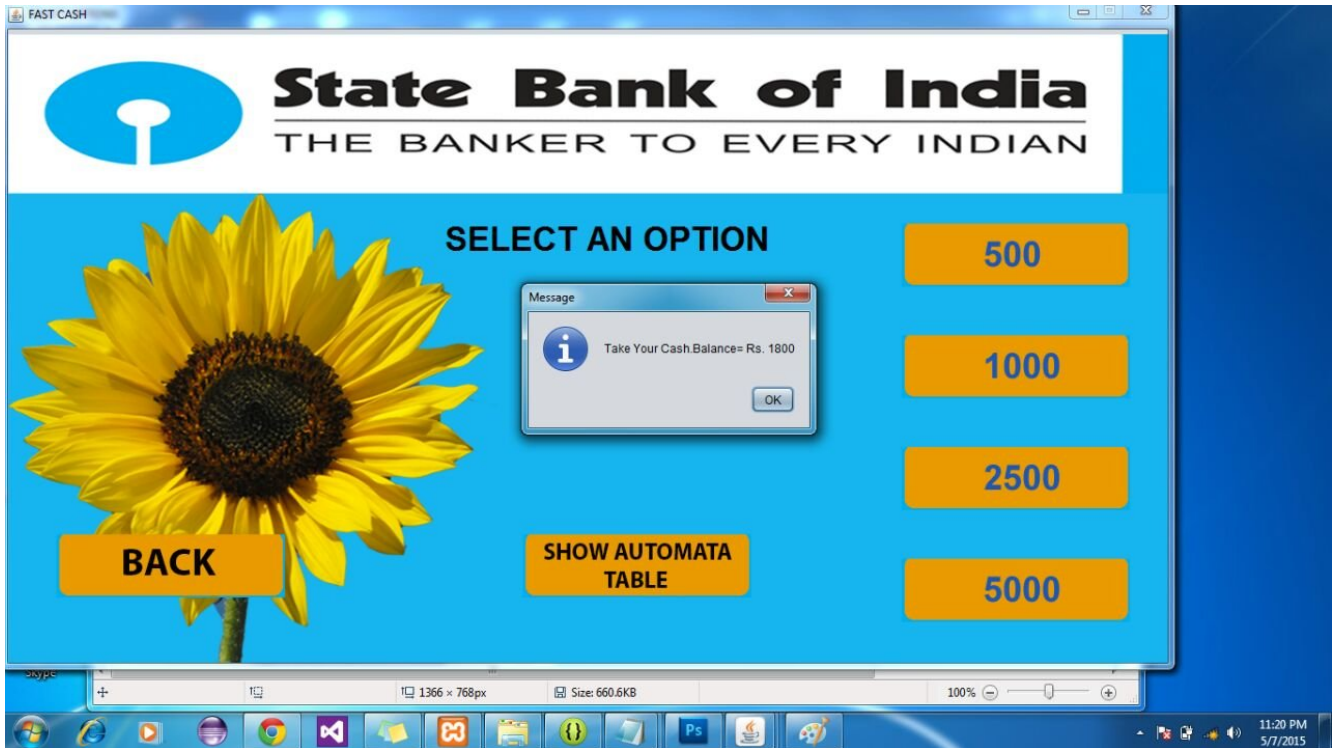 FAST CASH
State Bank of India
THE BANKER TO EVERY INDIAN
SELECT AN OPTION
500
Message
Take Your Cash.Balance= Rs. 1800
OK
1000
2500
BACK
SHOW AUTOMATA
TABLE
5000
Skype
1366 × 768px
Size: 660.6KB
100%
Ps
11:20 PM
5/7/2015